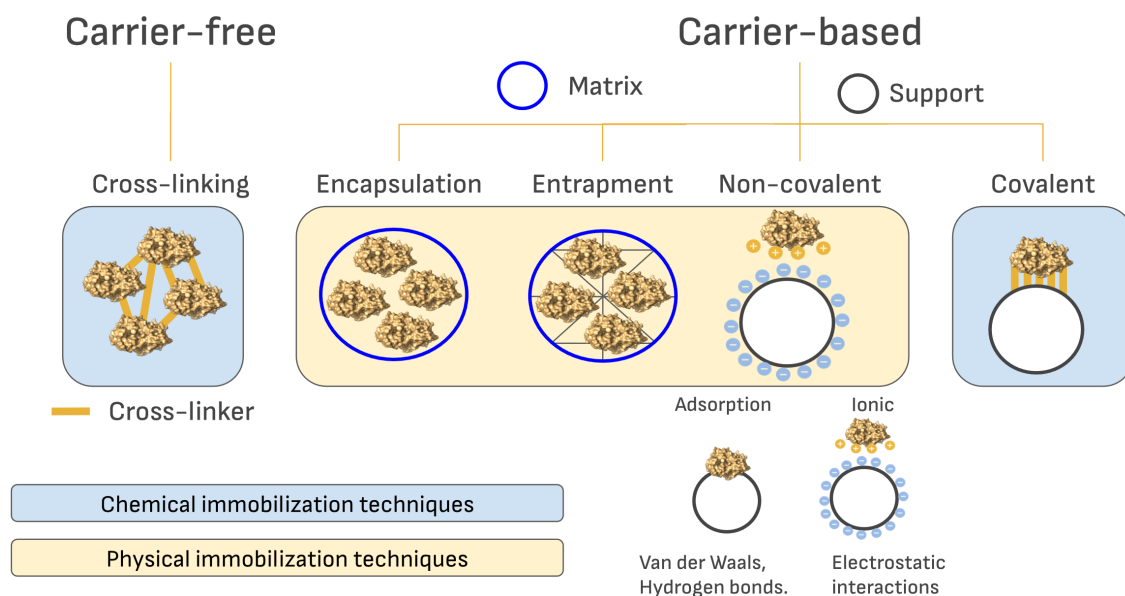 Carrier-free
Carrier-based
Matrix
Support
Cross-linking
Encapsulation
Entrapment
Non-covalent
Covalent
Cross-linker
Adsorption
Ionic
Chemical immobilization techniques
Physical immobilization techniques
Van der Waals,
Hydrogen bonds.
Electrostatic
interactions